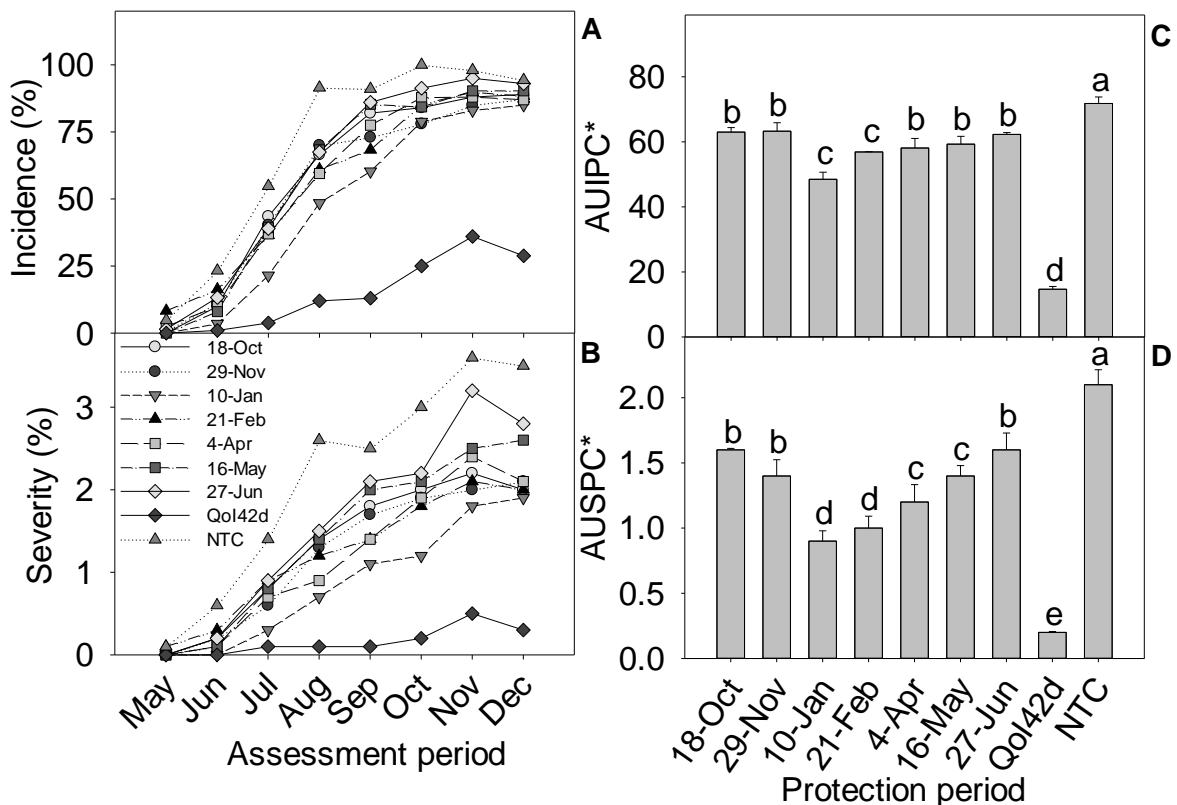 A
Incidence (%)
100
75
50
25
0
B
Severity (%)
3
2
1
0
18-Oct
29-Nov
10-Jan
21-Feb
4-Apr
16-May
27-Jun
QoI42d
NTC
May
Jun
Jul
Aug
Sep
Oct
Nov
Dec
Assessment period
C
AUIPC*
80
60
40
20
0
b
b
c
c
b
b
b
d
a
D
AUSPC*
2.0
1.5
1.0
0.5
0.0
b
b
d
d
c
c
b
e
a
18-Oct
29-Nov
10-Jan
21-Feb
4-Apr
16-May
27-Jun
QoI42d
NTC
Protection period